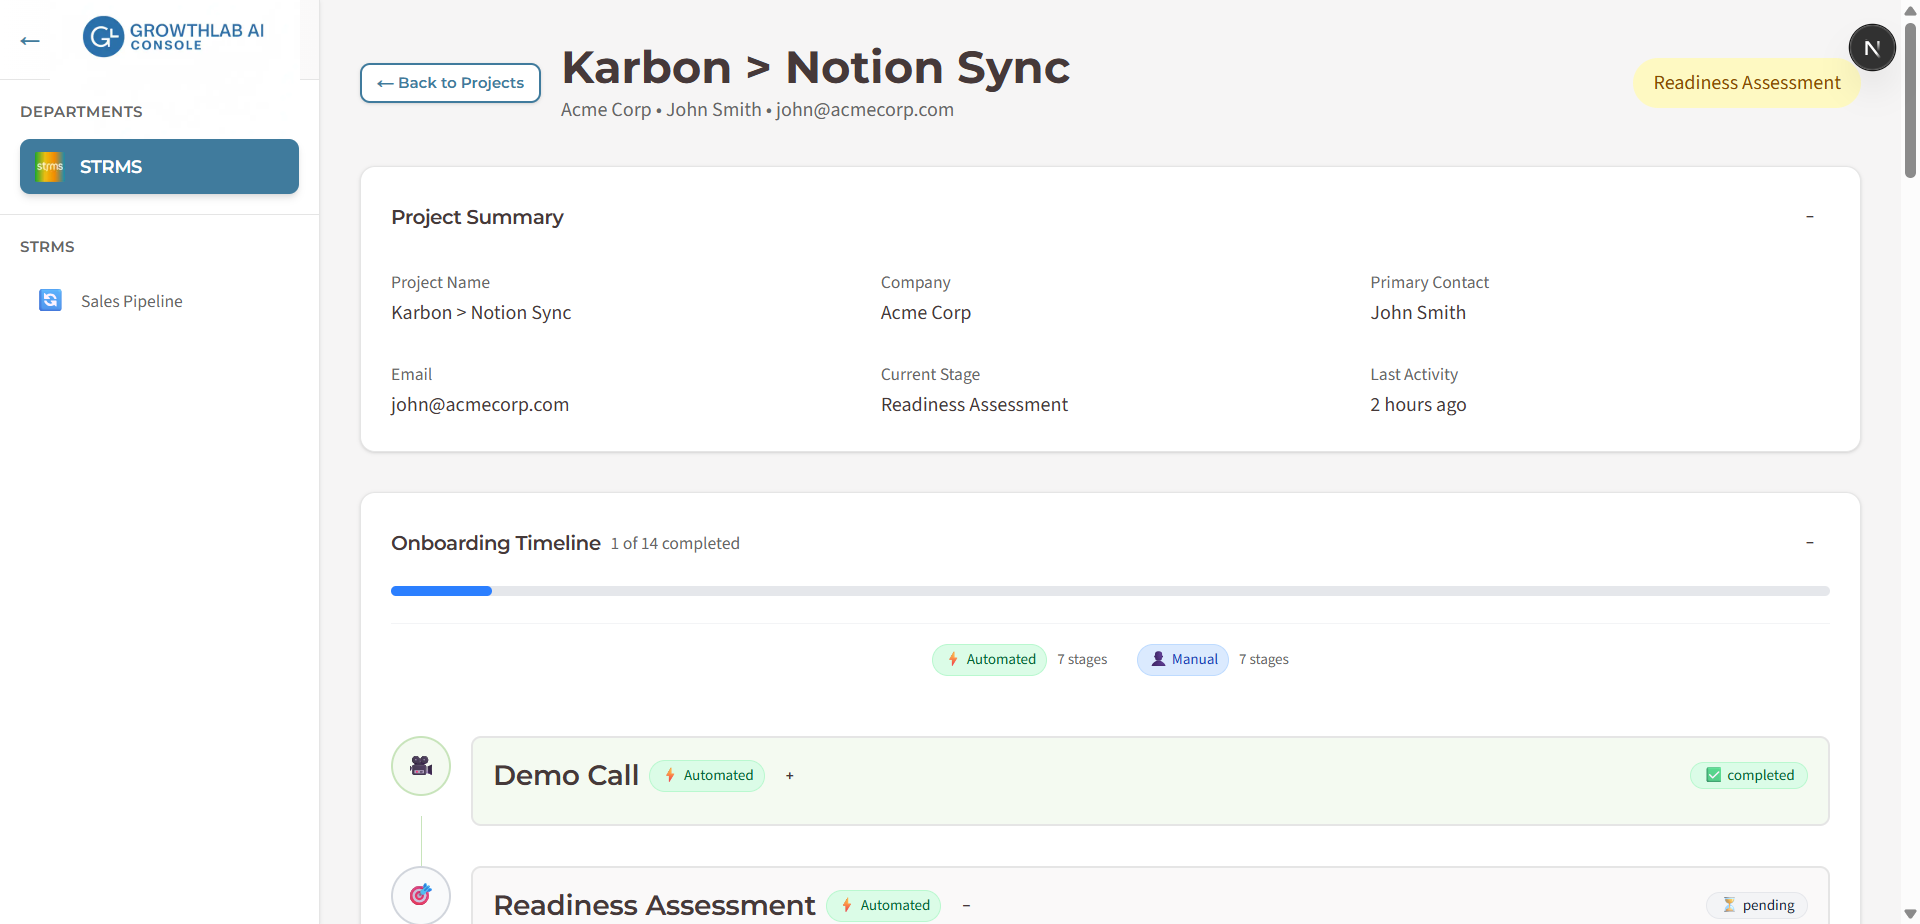 ←
GROWTHLAB AI
CONSOLE
DEPARTMENTS
strms STRMS
STRMS
Sales Pipeline
← Back to Projects
Karbon > Notion Sync
Acme Corp • John Smith • john@acmecorp.com
Readiness Assessment
N
Project Summary −
Project Name Company Primary Contact
Karbon > Notion Sync Acme Corp John Smith
Email Current Stage Last Activity
john@acmecorp.com Readiness Assessment 2 hours ago
Onboarding Timeline 1 of 14 completed −
Automated 7 stages Manual 7 stages
Demo Call Automated + completed
Readiness Assessment Automated − pending